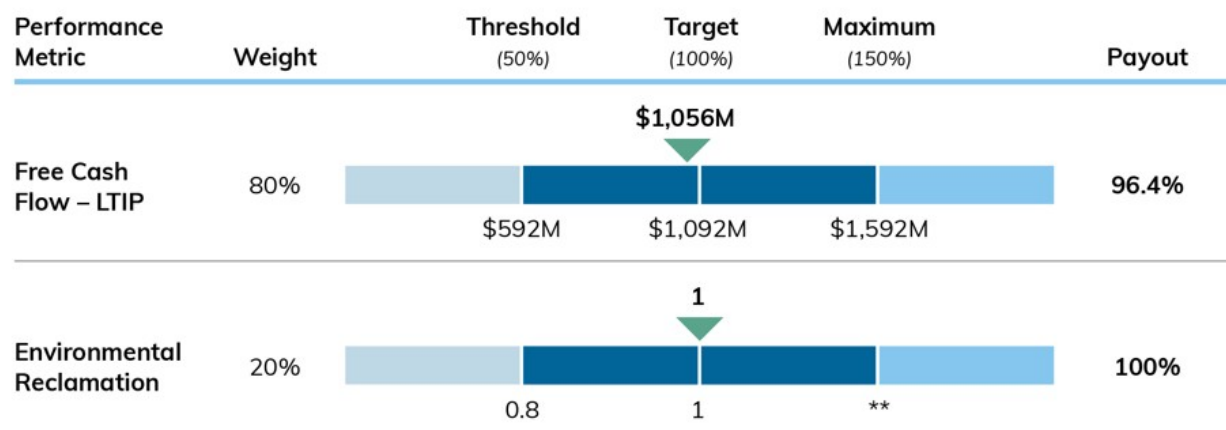 Performance Metric Weight Threshold (50%) Target (100%) Maximum (150%) Payout
$1,056M
Free Cash Flow – LTIP 80% 96.4%
$592M $1,092M $1,592M
1
Environmental Reclamation 20% 100%
0.8 1 **